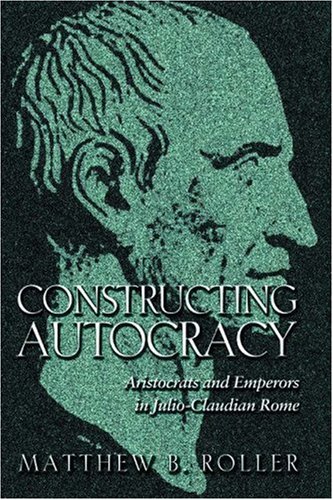 CONSTRUCTING
AUTOCRACY
Aristocrats and Emperors
in Julio-Claudian Rome
MATTHEW B. ROLLER